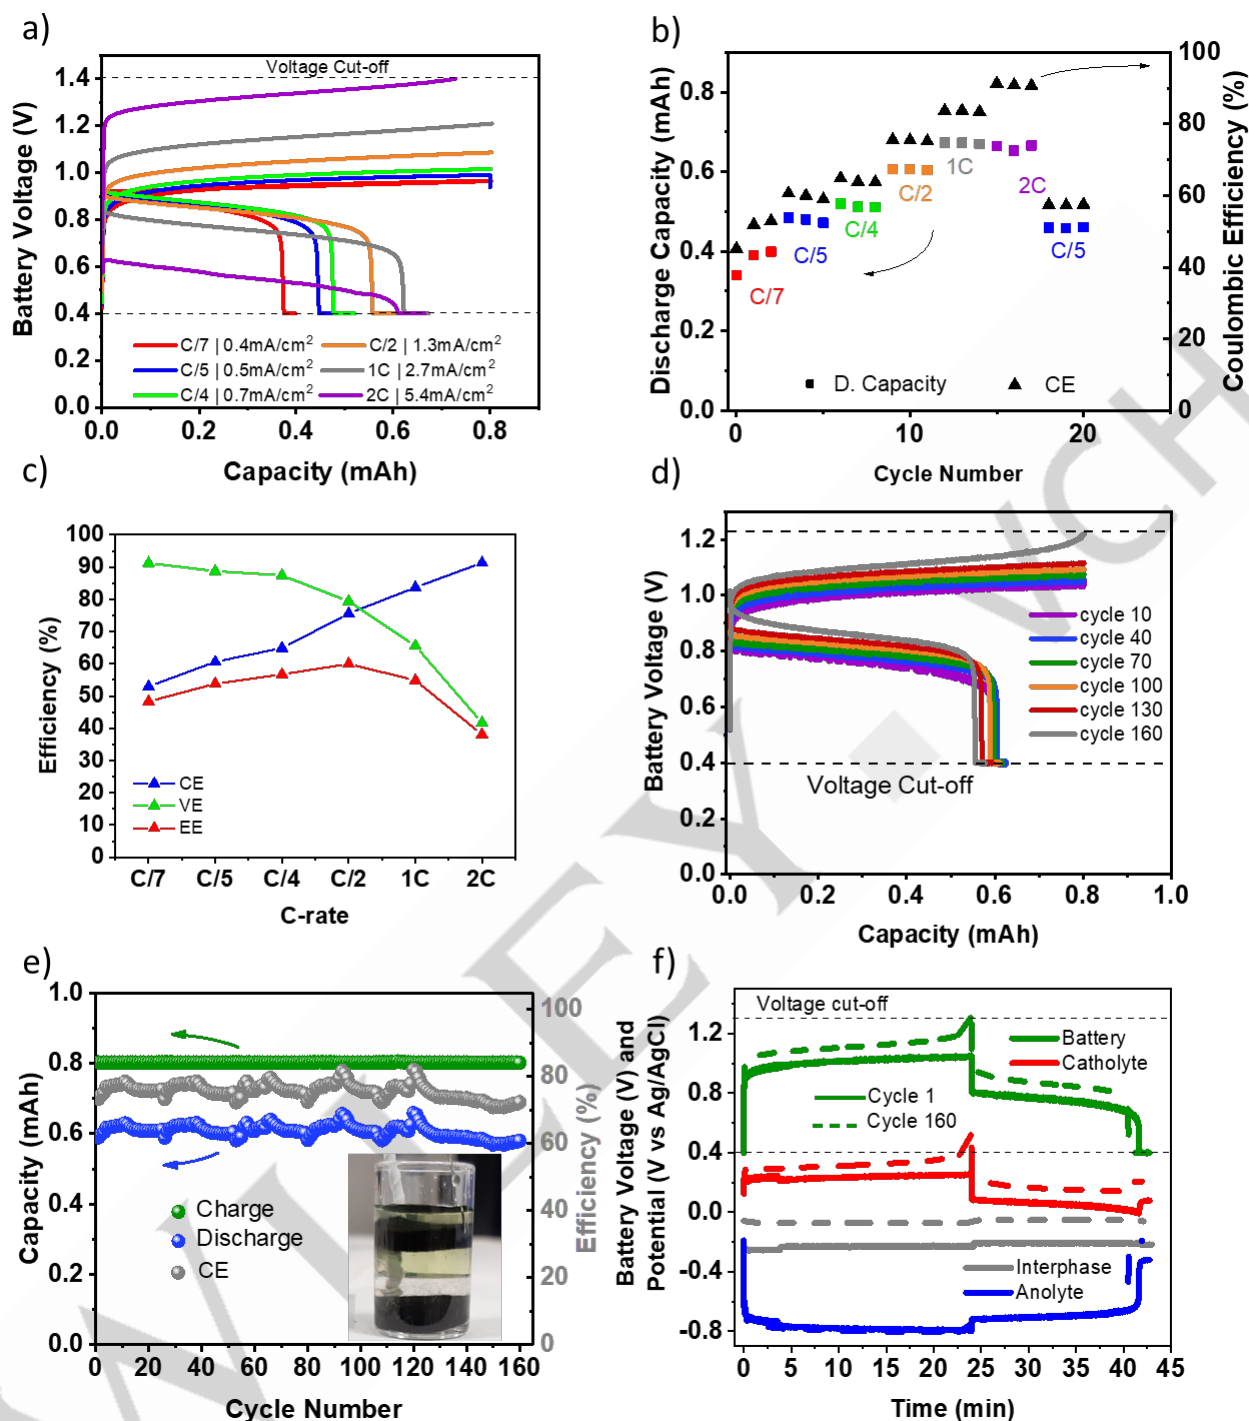 a)
Voltage Cut-off
1.4
1.2
1.0
0.8
0.6
0.4
0.2
0.0
Battery Voltage (V)
C/7 | 0.4mA/cm²
C/5 | 0.5mA/cm²
C/4 | 0.7mA/cm²
C/2 | 1.3mA/cm²
1C | 2.7mA/cm²
2C | 5.4mA/cm²
0.0 0.2 0.4 0.6 0.8
Capacity (mAh)
b)
Discharge Capacity (mAh)
0.8
0.6
0.4
0.2
0.0
100
80
60
40
20
0
Coulombic Efficiency (%)
C/7
C/5
C/4
C/2
1C
2C
C/5
D. Capacity
CE
0 10 20
Cycle Number
c)
Efficiency (%)
100
90
80
70
60
50
40
30
20
10
0
CE
VE
EE
C/7 C/5 C/4 C/2 1C 2C
C-rate
d)
Battery Voltage (V)
1.2
1.0
0.8
0.6
0.4
0.2
0.0
cycle 10
cycle 40
cycle 70
cycle 100
cycle 130
cycle 160
Voltage Cut-off
0.0 0.2 0.4 0.6 0.8 1.0
Capacity (mAh)
e)
Capacity (mAh)
1.0
0.8
0.6
0.4
0.2
0.0
100
80
60
40
20
0
Efficiency (%)
Charge
Discharge
CE
0 20 40 60 80 100 120 140 160
Cycle Number
f)
Battery Voltage (V) and
Potential (V vs Ag/AgCl)
Voltage cut-off
1.2
0.8
0.4
0.0
-0.4
-0.8
Battery
Catholyte
Cycle 1
Cycle 160
Interphase
Anolyte
0 5 10 15 20 25 30 35 40 45
Time (min)
WILEY-VCH